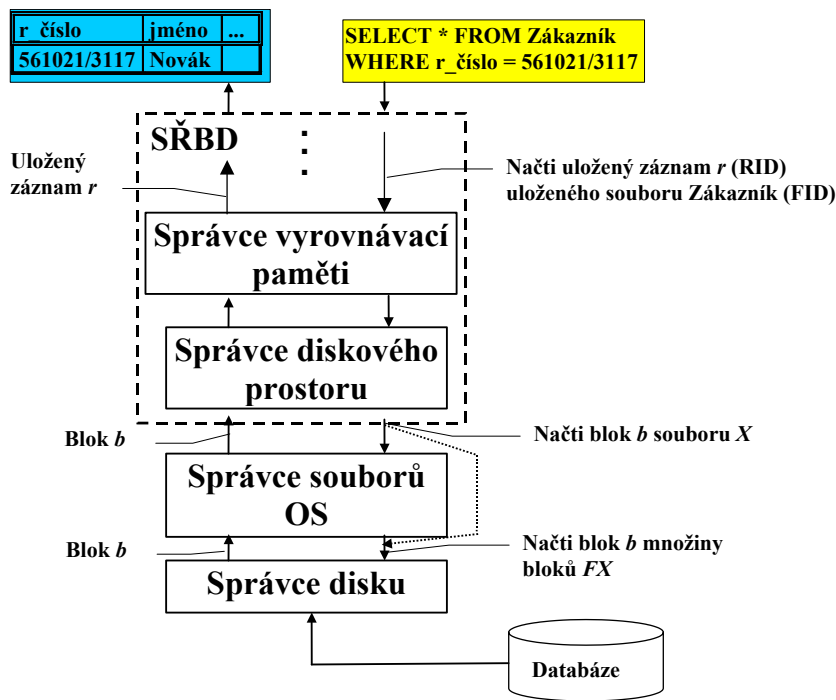 r_číslo jméno ...
561021/3117 Novák
SELECT * FROM Zákazník
WHERE r_číslo = 561021/3117
SŘBD
Uložený
záznam r
Načti uložený záznam r (RID)
uloženého souboru Zákazník (FID)
Správce vyrovnávací
paměti
Správce diskového
prostoru
Blok b
Načti blok b souboru X
Správce souborů
OS
Blok b
Načti blok b množiny
bloků FX
Správce disku
Databáze